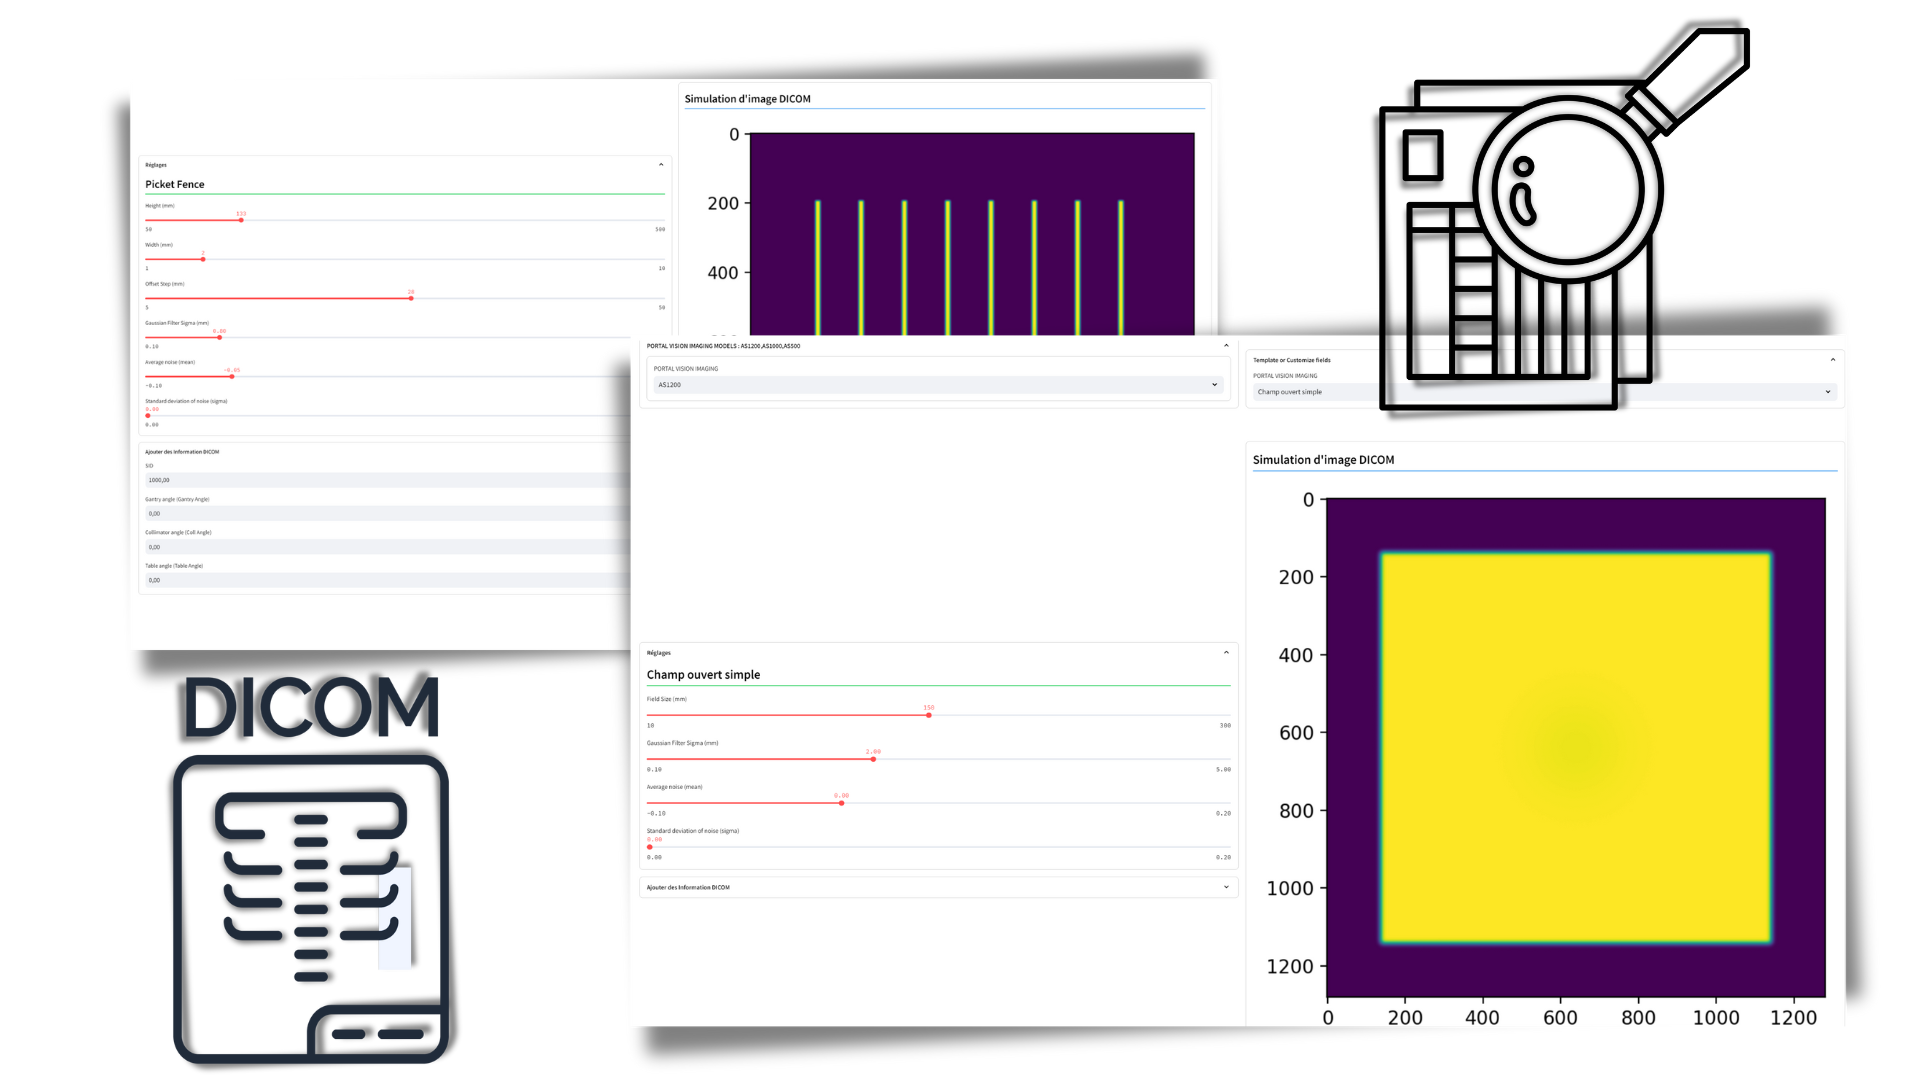 Simulation d'image DICOM
0
200
400
Réglages
Picket Fence
Height (mm)
133
50
500
Width (mm)
2
1
10
Offset Step (mm)
28
5
50
Gaussian Filter Sigma (mm)
0.80
0.10
Average noise (mean)
-0.05
-0.10
Standard deviation of noise (sigma)
0.00
0.00
Ajouter des Information DICOM
SID
1000,00
Gantry angle (Gantry Angle)
0,00
Collimator angle (Coll Angle)
0,00
Table angle (Table Angle)
0,00
PORTAL VISION IMAGING MODELS : AS1200,AS1000,AS500
PORTAL VISION IMAGING
AS1200
Template or Customize fields
PORTAL VISION IMAGING
Champ ouvert simple
Réglages
Champ ouvert simple
Field Size (mm)
150
10
300
Gaussian Filter Sigma (mm)
2.00
0.10
5.00
Average noise (mean)
0.00
-0.10
0.20
Standard deviation of noise (sigma)
0.00
0.00
0.20
Ajouter des Information DICOM
Simulation d'image DICOM
0
200
400
600
800
1000
1200
0
200
400
600
800
1000
1200
DICOM